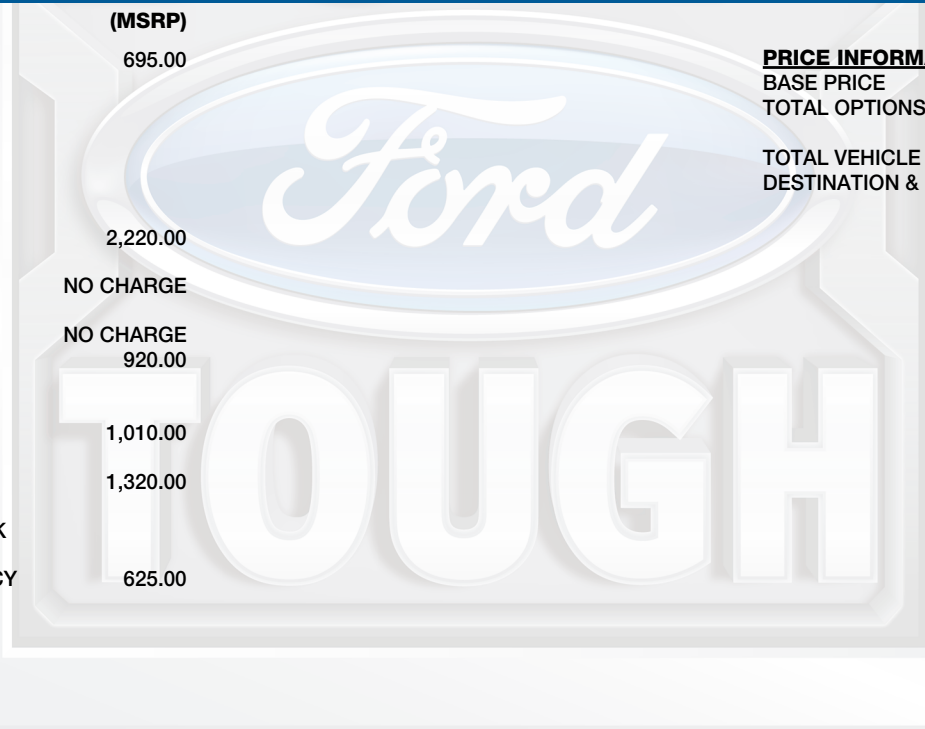 (MSRP)
695.00
2,220.00
NO CHARGE
NO CHARGE
920.00
1,010.00
1,320.00
K
CY
625.00
PRICE INFORMA
BASE PRICE
TOTAL OPTIONS
TOTAL VEHICLE
DESTINATION &
Ford
TOUGH